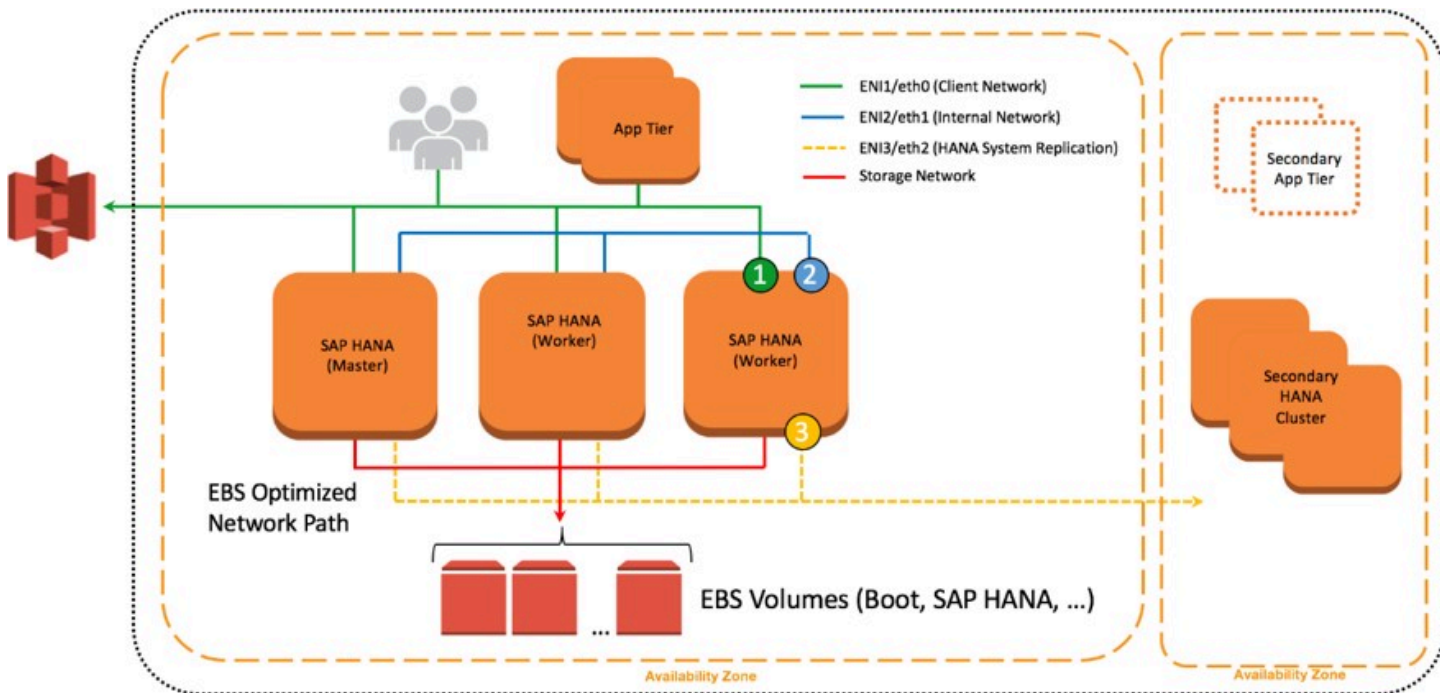 App Tier
ENI1/eth0 (Client Network)
ENI2/eth1 (Internal Network)
ENI3/eth2 (HANA System Replication)
Storage Network
Secondary
App Tier
1
2
SAP HANA
(Master)
SAP HANA
(Worker)
SAP HANA
(Worker)
3
Secondary
HANA
Cluster
EBS Optimized
Network Path
...
EBS Volumes (Boot, SAP HANA, ...)
Availability Zone
Availability Zone